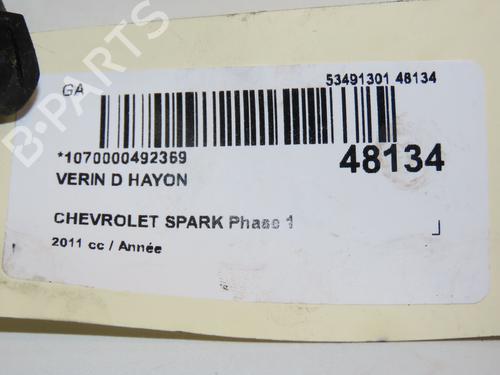 B-PARTS
GA
53491301 48134
*1070000492369
48134
VERIN D HAYON
CHEVROLET SPARK Phase 1
2011 cc / Année